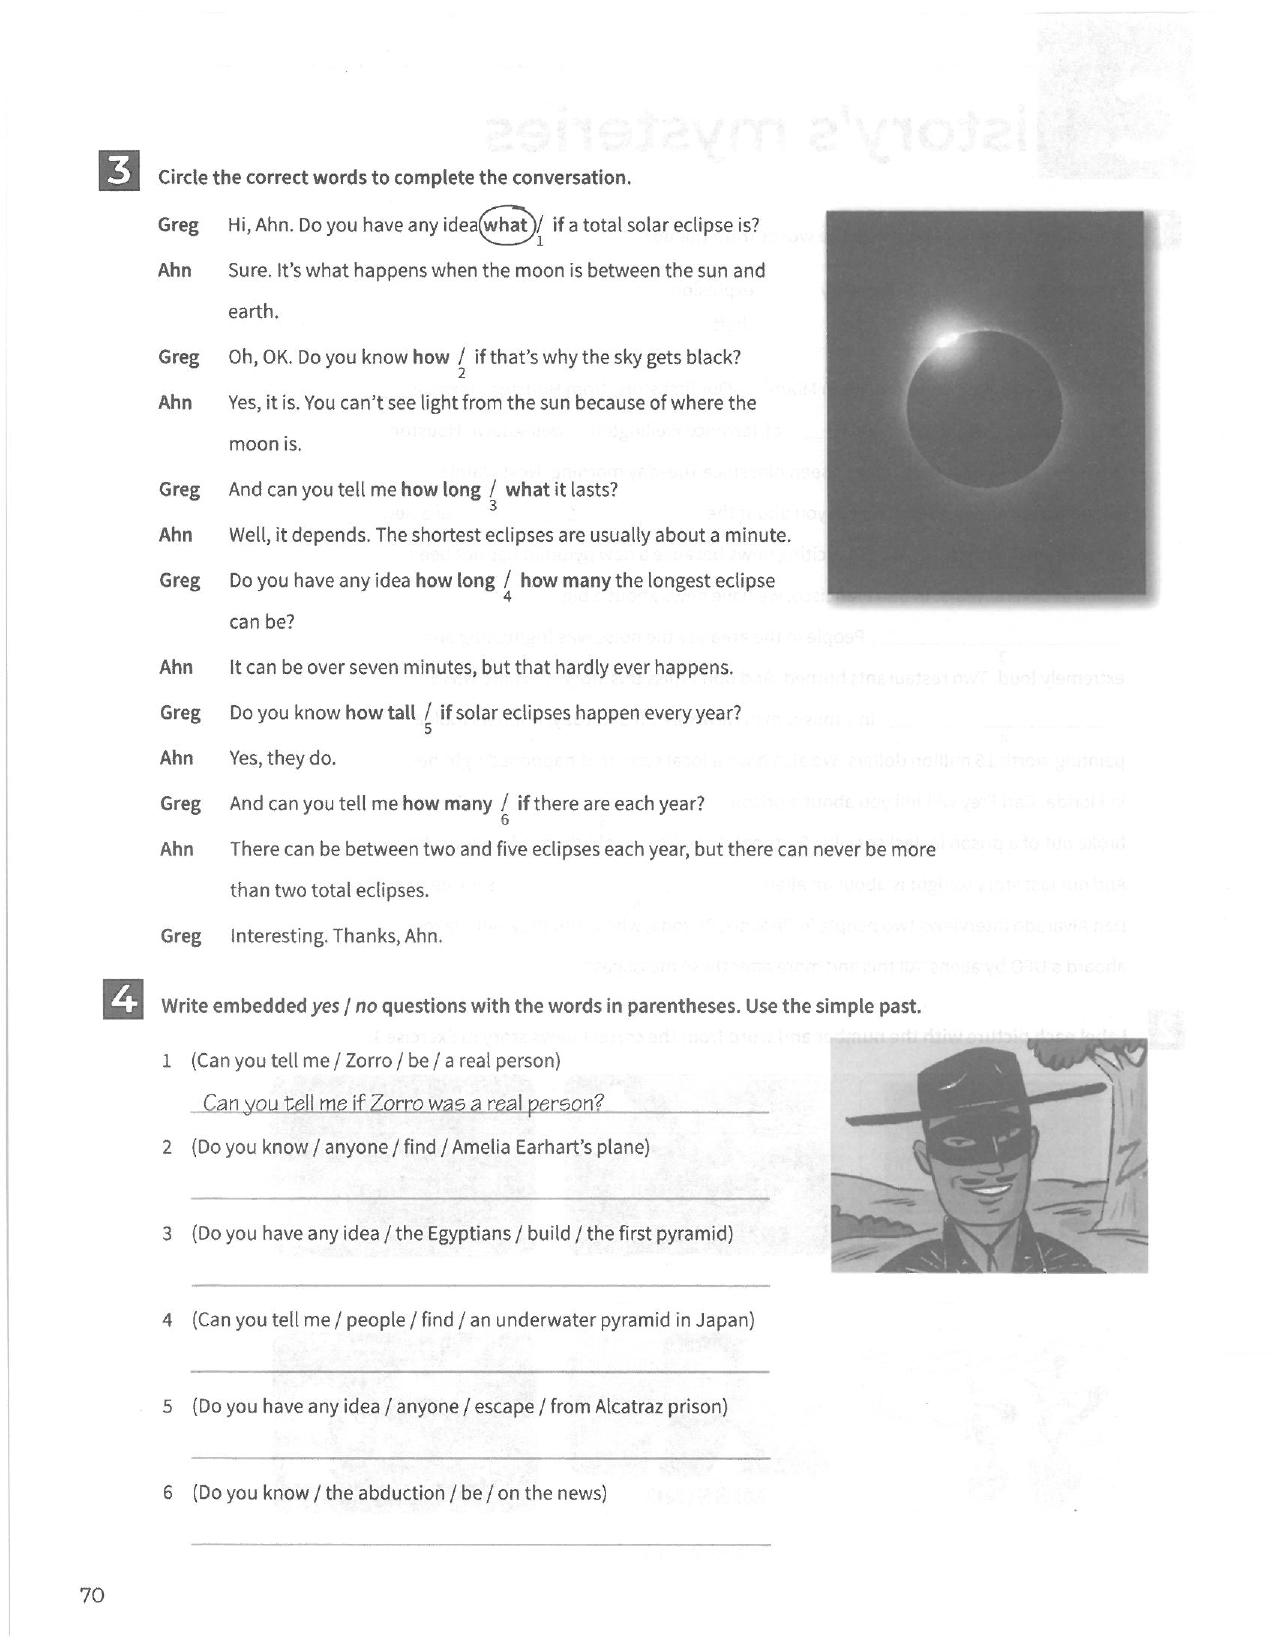 3 Circle the correct words to complete the conversation.
Greg Hi, Ahn. Do you have any idea what / if a total solar eclipse is?
1
Ahn Sure. It's what happens when the moon is between the sun and
earth.
Greg Oh, OK. Do you know how / if that's why the sky gets black?
2
Ahn Yes, it is. You can't see light from the sun because of where the
moon is.
Greg And can you tell me how long / what it lasts?
3
Ahn Well, it depends. The shortest eclipses are usually about a minute.
Greg Do you have any idea how long / how many the longest eclipse
4
can be?
Ahn It can be over seven minutes, but that hardly ever happens.
Greg Do you know how tall / if solar eclipses happen every year?
5
Ahn Yes, they do.
Greg And can you tell me how many / if there are each year?
6
Ahn There can be between two and five eclipses each year, but there can never be more
than two total eclipses.
Greg Interesting. Thanks, Ahn.
4 Write embedded yes / no questions with the words in parentheses. Use the simple past.
1 (Can you tell me / Zorro / be / a real person)
Can you tell me if Zorro was a real person?
2 (Do you know / anyone / find / Amelia Earhart's plane)
3 (Do you have any idea / the Egyptians / build / the first pyramid)
4 (Can you tell me / people / find / an underwater pyramid in Japan)
5 (Do you have any idea / anyone / escape / from Alcatraz prison)
6 (Do you know / the abduction / be / on the news)
70